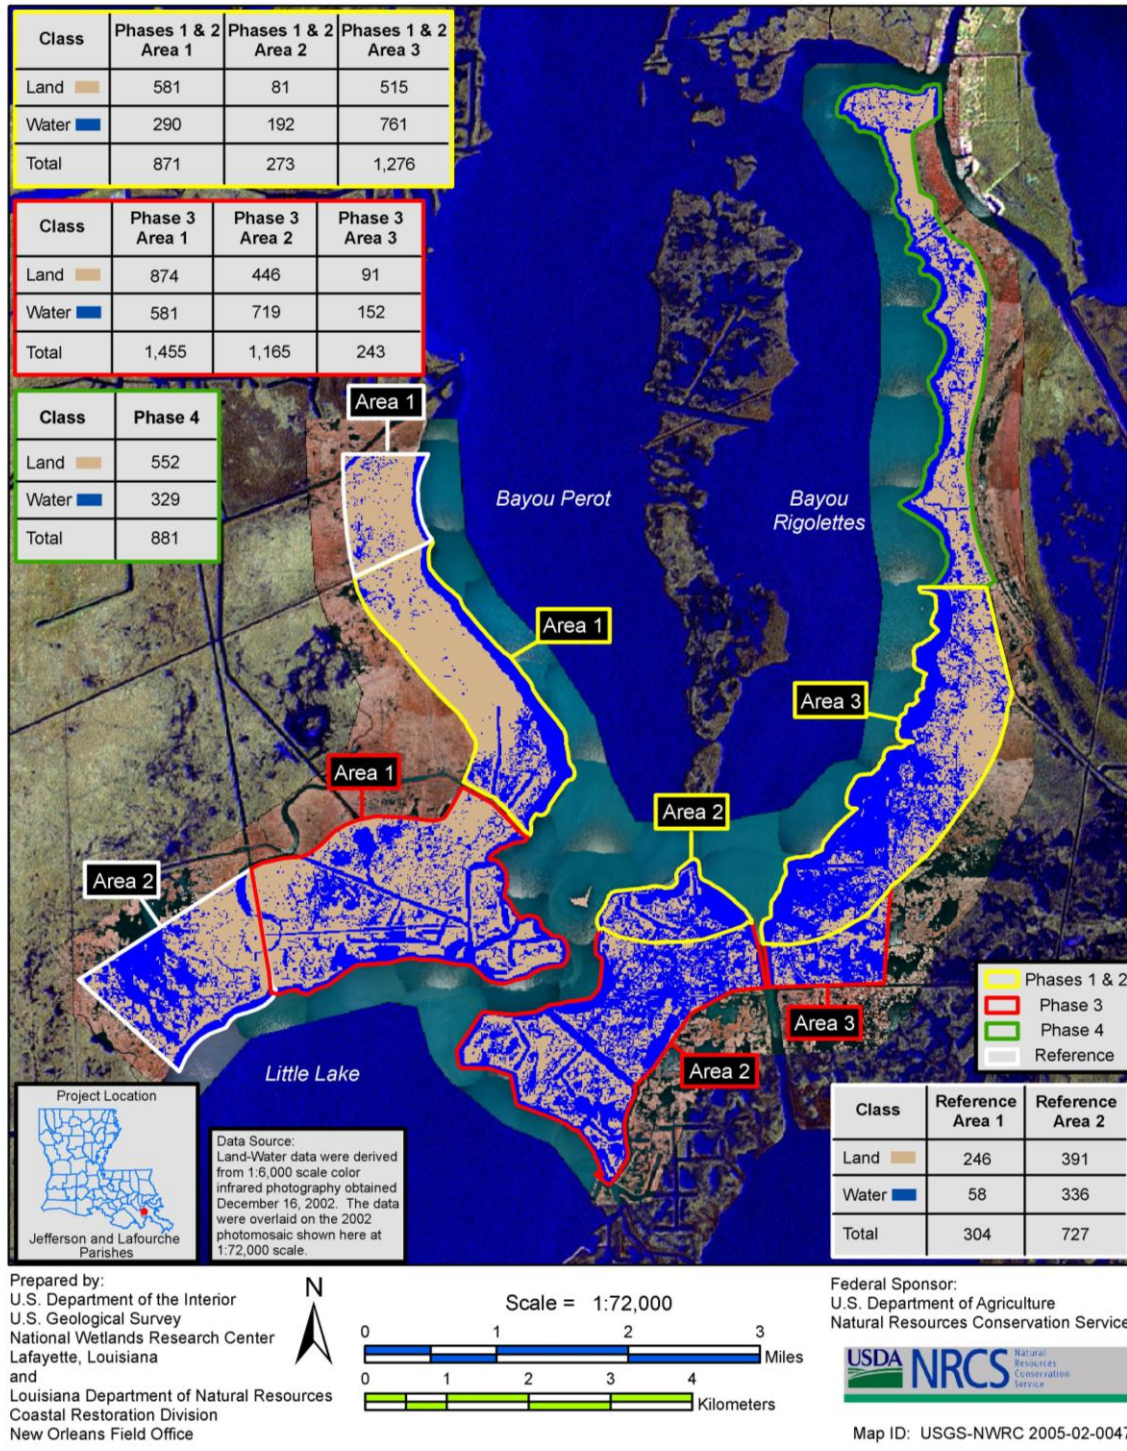 Class Phases 1 & 2 Area 1 Phases 1 & 2 Area 2 Phases 1 & 2 Area 3
Land 581 81 515
Water 290 192 761
Total 871 273 1,276
Class Phase 3 Area 1 Phase 3 Area 2 Phase 3 Area 3
Land 874 446 91
Water 581 719 152
Total 1,455 1,165 243
Class Phase 4
Land 552
Water 329
Total 881
Area 1
Bayou Perot
Bayou
Rigolettes
Area 1
Area 3
Area 1
Area 2
Area 2
Phases 1 & 2
Phase 3
Phase 4
Reference
Area 3
Area 2
Little Lake
Project Location
Jefferson and Lafourche
Parishes
Data Source:
Land-Water data were derived
from 1:6,000 scale color
infrared photography obtained
December 16, 2002. The data
were overlaid on the 2002
photomosaic shown here at
1:72,000 scale.
Class Reference Area 1 Reference Area 2
Land 246 391
Water 58 336
Total 304 727
Prepared by:
U.S. Department of the Interior
U.S. Geological Survey
National Wetlands Research Center
Lafayette, Louisiana
and
Louisiana Department of Natural Resources
Coastal Restoration Division
New Orleans Field Office
N
Scale = 1:72,000
0 1 2 3
Miles
0 1 2 3 4
Kilometers
Federal Sponsor:
U.S. Department of Agriculture
Natural Resources Conservation Service
USDA NRCS
Natural
Resources
Conservation
Service
Map ID: USGS-NWRC 2005-02-0047